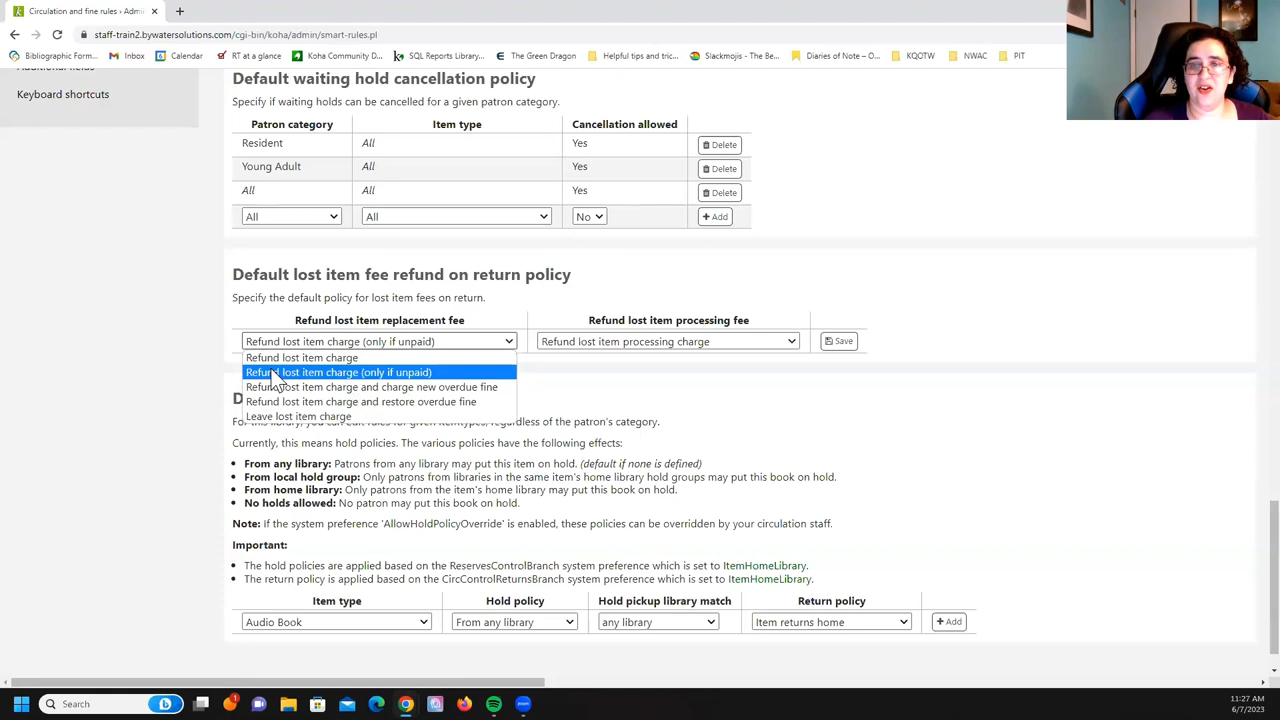 Circulation and fine rules › Admi
staff-train2.bywatersolutions.com/cgi-bin/koha/admin/smart-rules.pl
Bibliographic Form... Inbox Calendar RT at a glance Koha Community D... SQL Reports Library... The Green Dragon Helpful tips and tric... Slackmojis - The Be... Diaries of Note – O... KQOTW NWAC PIT
Keyboard shortcuts
Default waiting hold cancellation policy
Specify if waiting holds can be cancelled for a given patron category.
Patron category Item type Cancellation allowed
Resident All Yes Delete
Young Adult All Yes Delete
All All Yes Delete
All All No + Add
Default lost item fee refund on return policy
Specify the default policy for lost item fees on return.
Refund lost item replacement fee Refund lost item processing fee
Refund lost item charge (only if unpaid) Refund lost item processing charge Save
Refund lost item charge
Refund lost item charge (only if unpaid)
Refund lost item charge and charge new overdue fine
Refund lost item charge and restore overdue fine
Leave lost item charge
For this library, you can edit rules for given itemtypes, regardless of the patron's category.
Currently, this means hold policies. The various policies have the following effects:
From any library: Patrons from any library may put this item on hold. (default if none is defined)
From local hold group: Only patrons from libraries in the same item's home library hold groups may put this book on hold.
From home library: Only patrons from the item's home library may put this book on hold.
No holds allowed: No patron may put this book on hold.
Note: if the system preference 'AllowHoldPolicyOverride' is enabled, these policies can be overridden by your circulation staff.
Important:
The hold policies are applied based on the ReservesControlBranch system preference which is set to ItemHomeLibrary.
The return policy is applied based on the CircControlReturnsBranch system preference which is set to ItemHomeLibrary.
Item type Hold policy Hold pickup library match Return policy
Audio Book From any library any library Item returns home + Add
Search
11:27 AM
6/7/2023